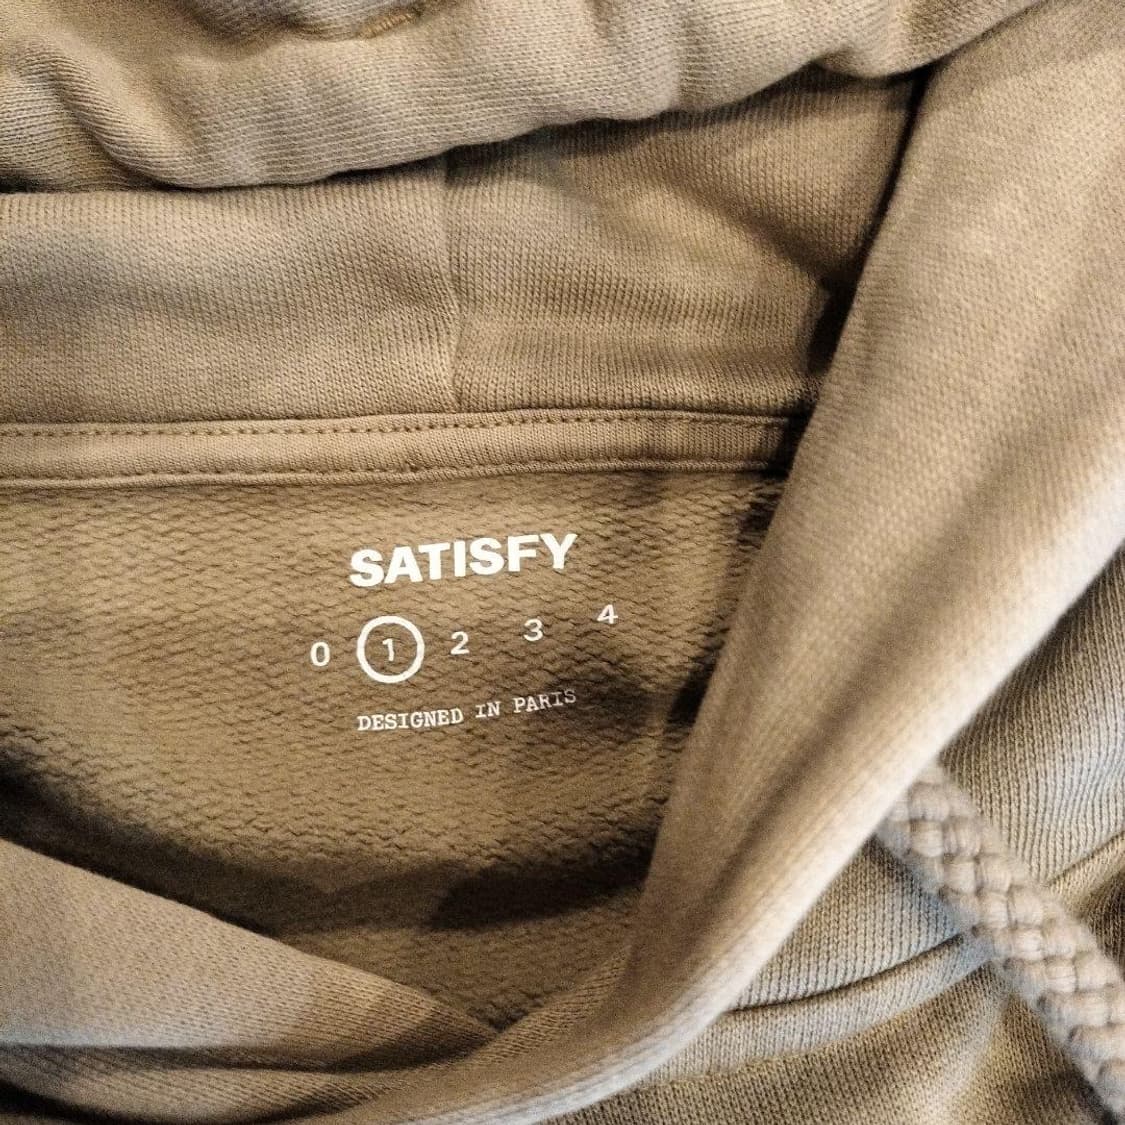 SATISFY
0 1 2 3 4
DESIGNED IN PARIS